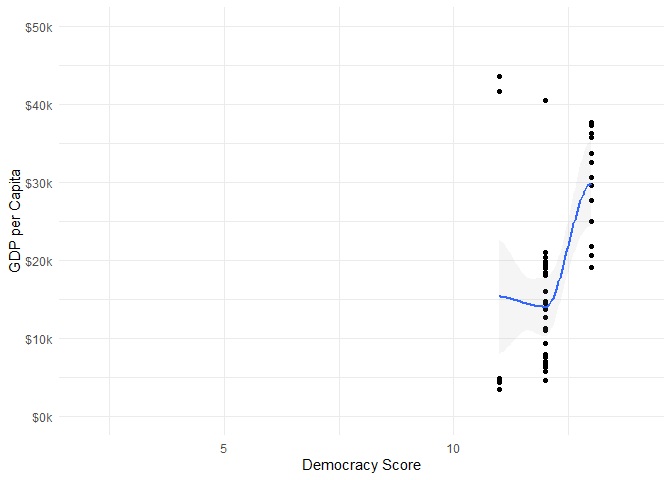 $50k
$40k
$30k
$20k
$10k
$0k
GDP per Capita
5 10
Democracy Score